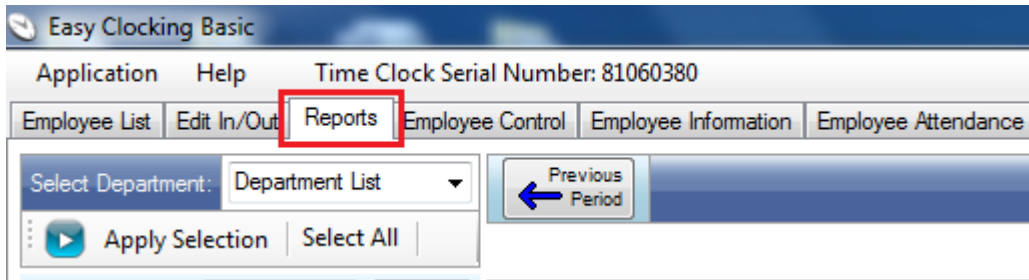 Easy Clocking Basic
Application Help Time Clock Serial Number: 81060380
Employee List Edit In/Out Reports Employee Control Employee Information Employee Attendance
Select Department: Department List Previous
Period
Apply Selection Select All